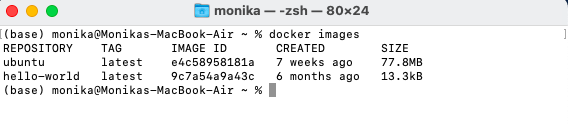 monika — -zsh — 80×24
(base) monika@Monikas-MacBook-Air ~ % docker images
REPOSITORY    TAG       IMAGE ID       CREATED        SIZE
ubuntu        latest    e4c58958181a   7 weeks ago    77.8MB
hello-world   latest    9c7a54a9a43c   6 months ago   13.3kB
(base) monika@Monikas-MacBook-Air ~ %